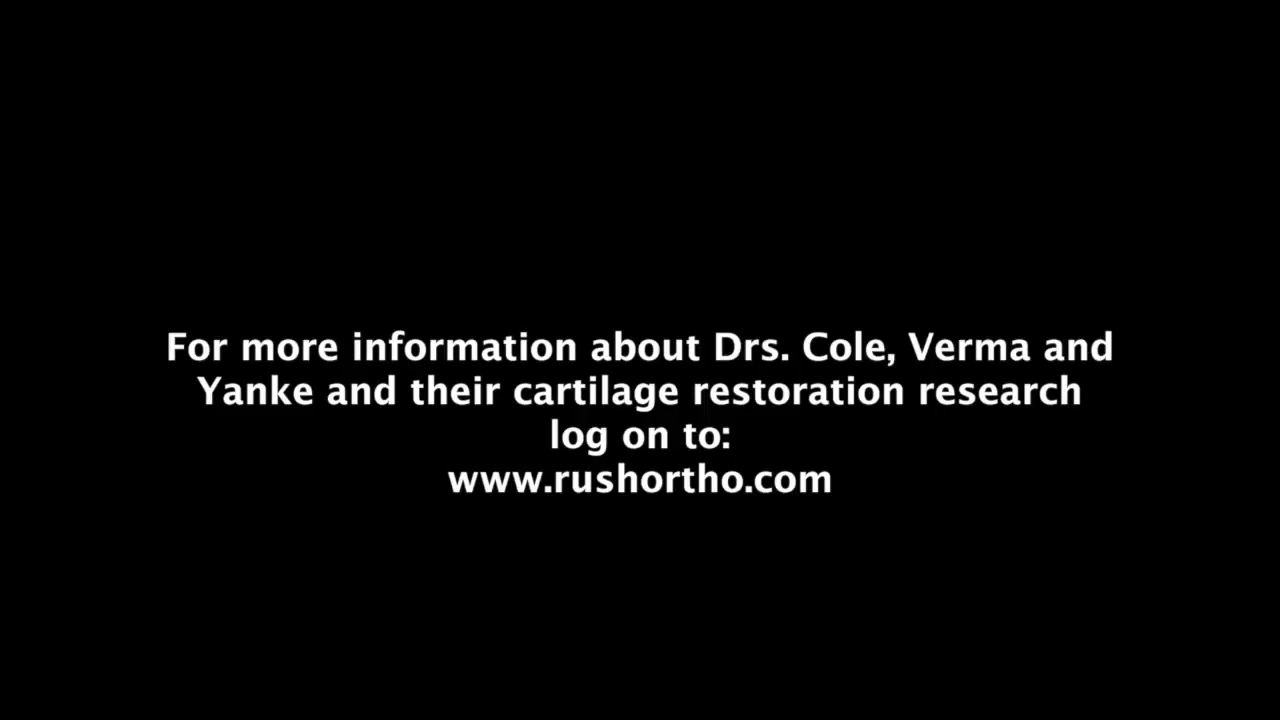 For more information about Drs. Cole, Verma and
Yanke and their cartilage restoration research
log on to:
www.rushortho.com